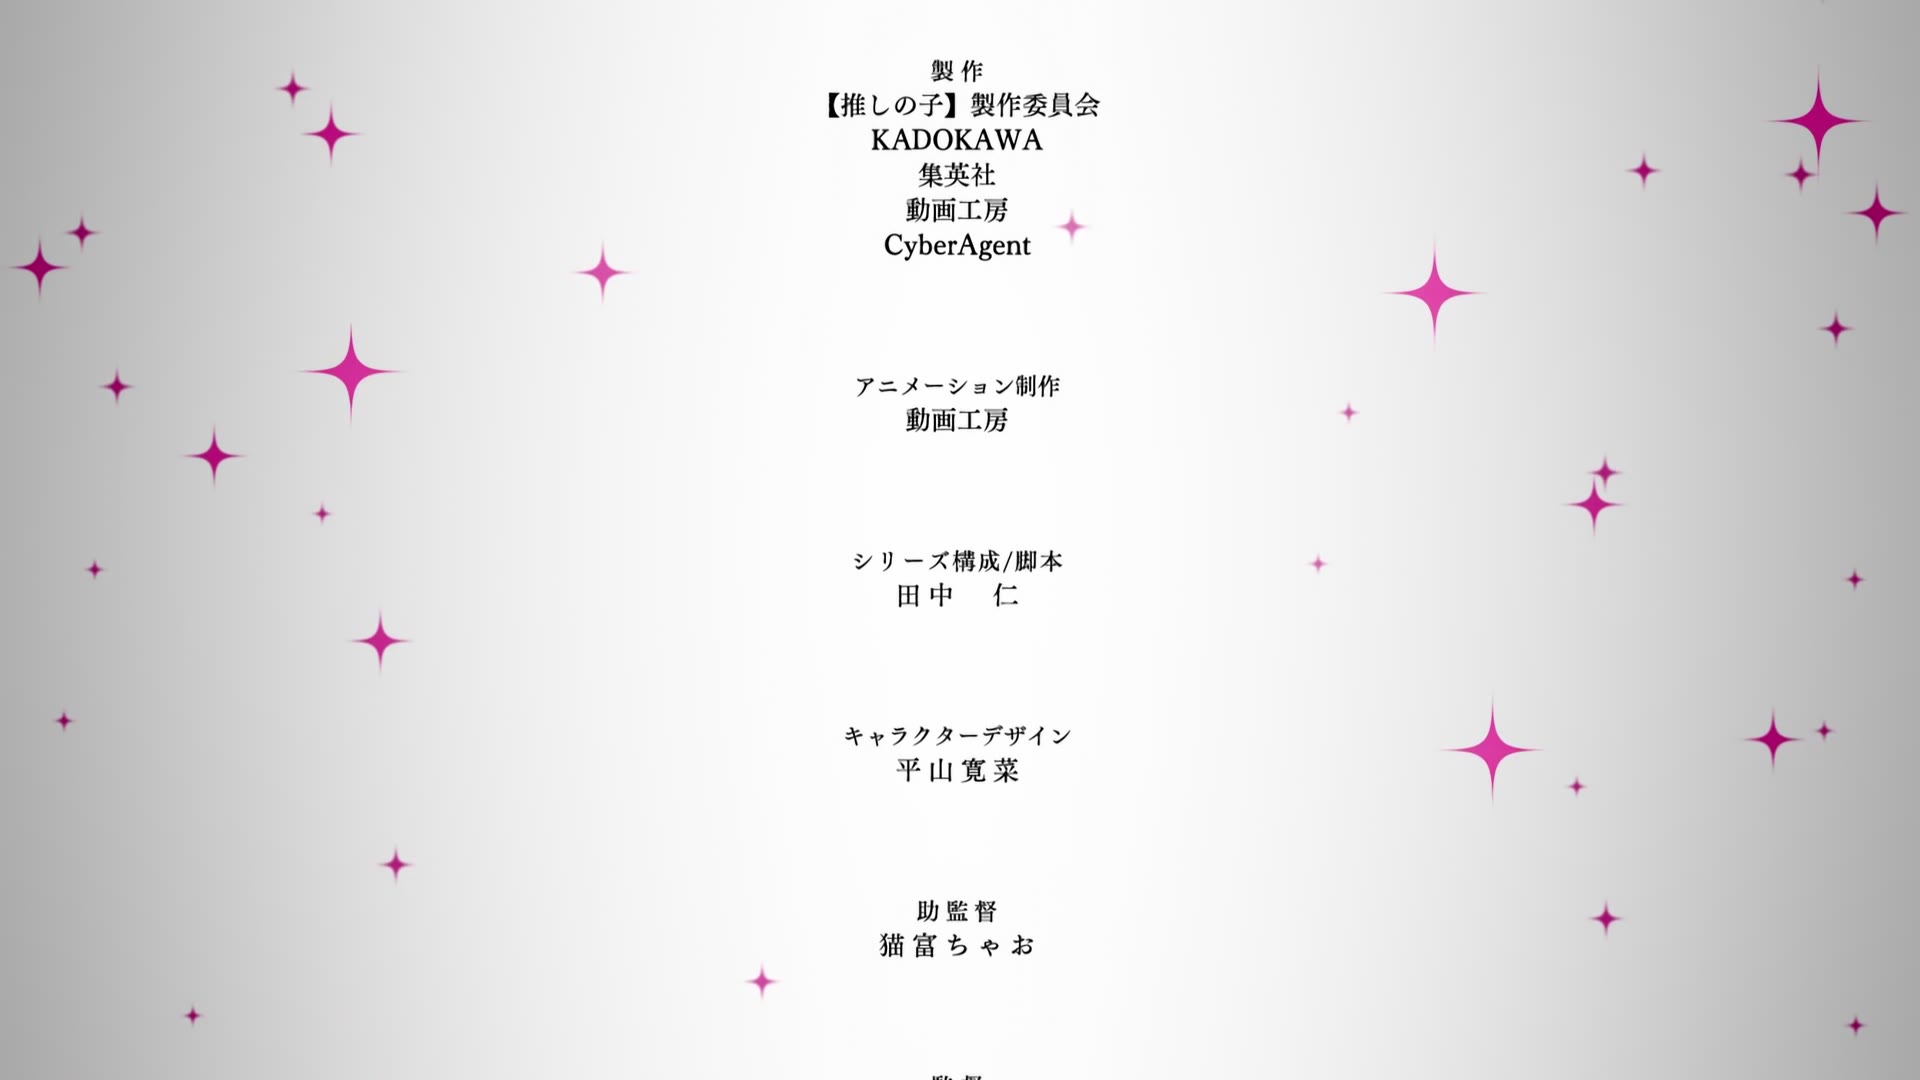 製作
【推しの子】製作委員会
KADOKAWA
集英社
動画工房
CyberAgent
アニメーション制作
動画工房
シリーズ構成/脚本
田中　仁
キャラクターデザイン
平山寛菜
助監督
猫富ちゃお